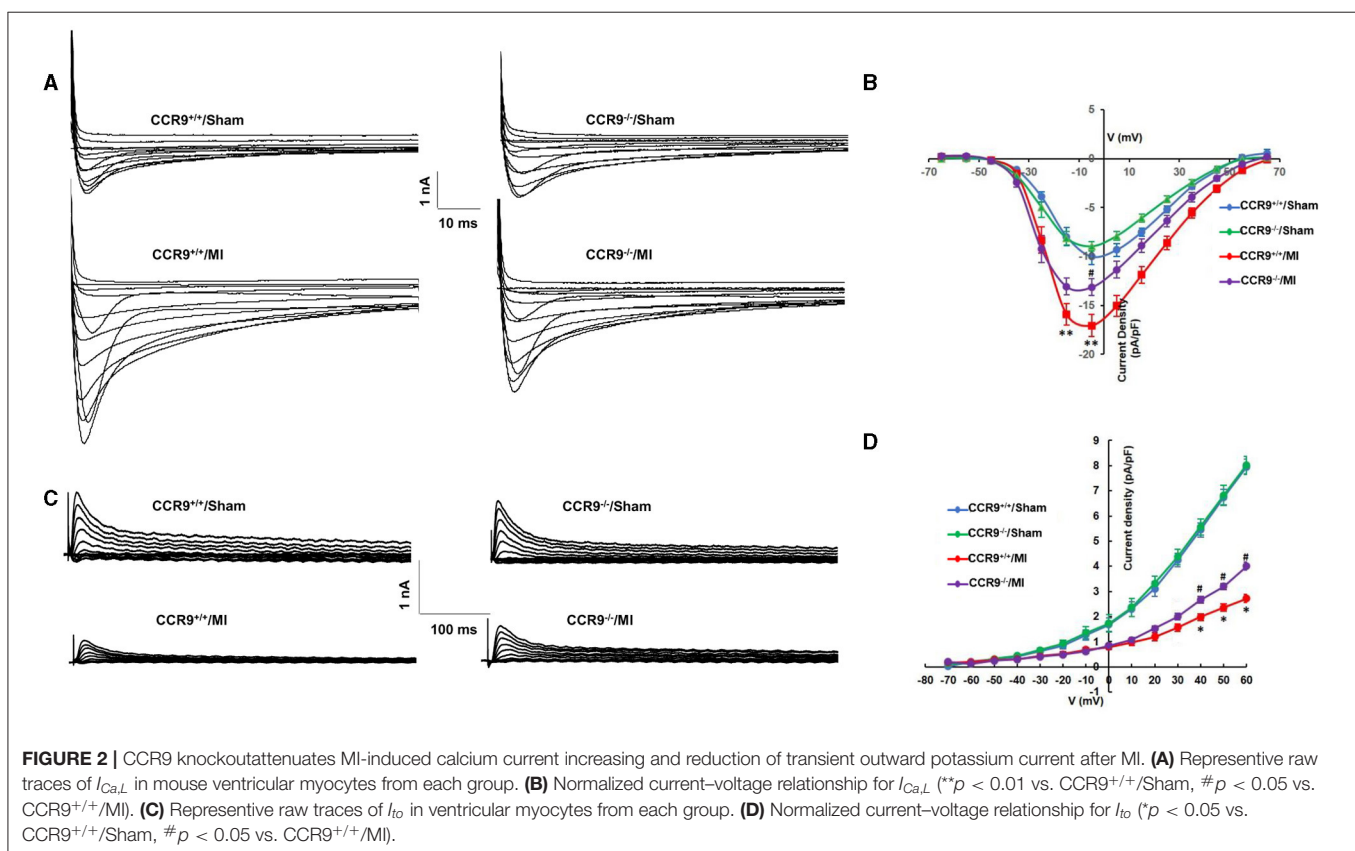 A
CCR9+/+/Sham
CCR9-/-/Sham
1 nA
10 ms
CCR9+/+/MI
CCR9-/-/MI
B
5
V (mV)
0
-70 -50 -30 -10 10 30 50 70
-5
-10
-15
-20
#
**
**
Current Density
(pA/pF)
CCR9+/+/Sham
CCR9-/-/Sham
CCR9+/+/MI
CCR9-/-/MI
C
CCR9+/+/Sham
CCR9-/-/Sham
1 nA
100 ms
CCR9+/+/MI
CCR9-/-/MI
D
9
8
7
6
5
4
3
2
1
0
-1
Current density (pA/pF)
CCR9+/+/Sham
CCR9-/-/Sham
CCR9+/+/MI
CCR9-/-/MI
# # #
* * *
-80 -70 -60 -50 -40 -30 -20 -10 0 10 20 30 40 50 60
V (mV)
FIGURE 2 | CCR9 knockoutattenuates MI-induced calcium current increasing and reduction of transient outward potassium current after MI. (A) Representive raw
traces of ICa,L in mouse ventricular myocytes from each group. (B) Normalized current–voltage relationship for ICa,L (**p < 0.01 vs. CCR9+/+/Sham, #p < 0.05 vs.
CCR9+/+/MI). (C) Representive raw traces of Ito in ventricular myocytes from each group. (D) Normalized current–voltage relationship for Ito (*p < 0.05 vs.
CCR9+/+/Sham, #p < 0.05 vs. CCR9+/+/MI).